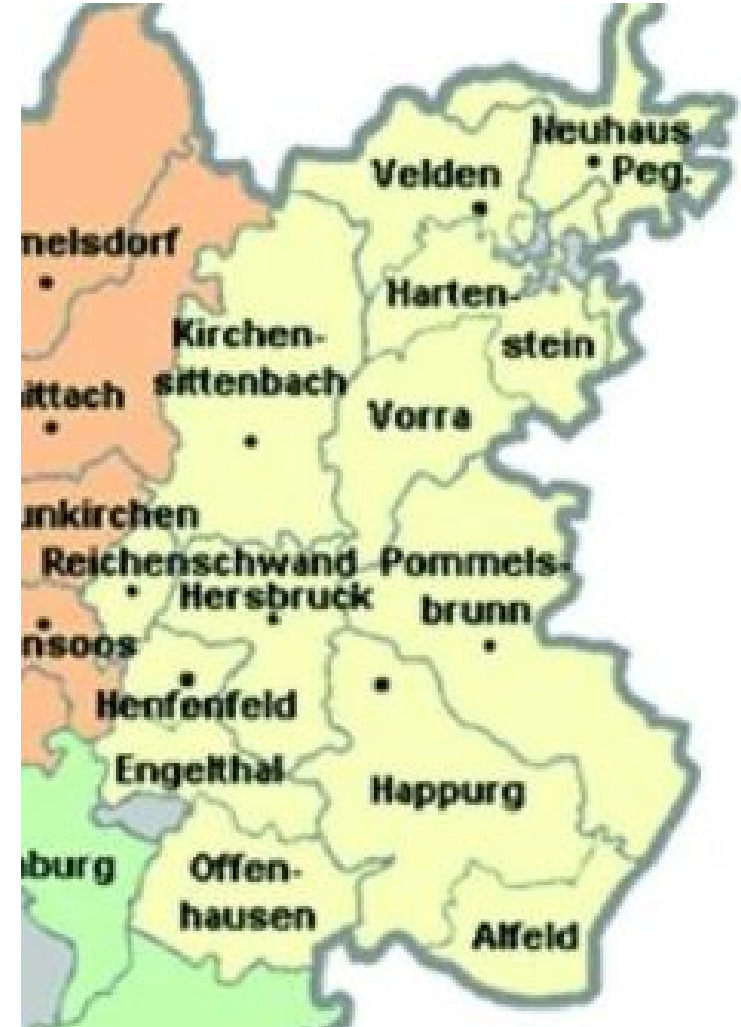 Neuhaus
Peg.
Velden
melsdorf
Harten-
Kirchen-
stein
sittenbach
ittach
Vorra
unkirchen
Reichenschwand
Pommels-
Hersbruck
brunn
nsoos
Henfenfeld
Engelthal
Happurg
burg
Offen-
hausen
Alfeld